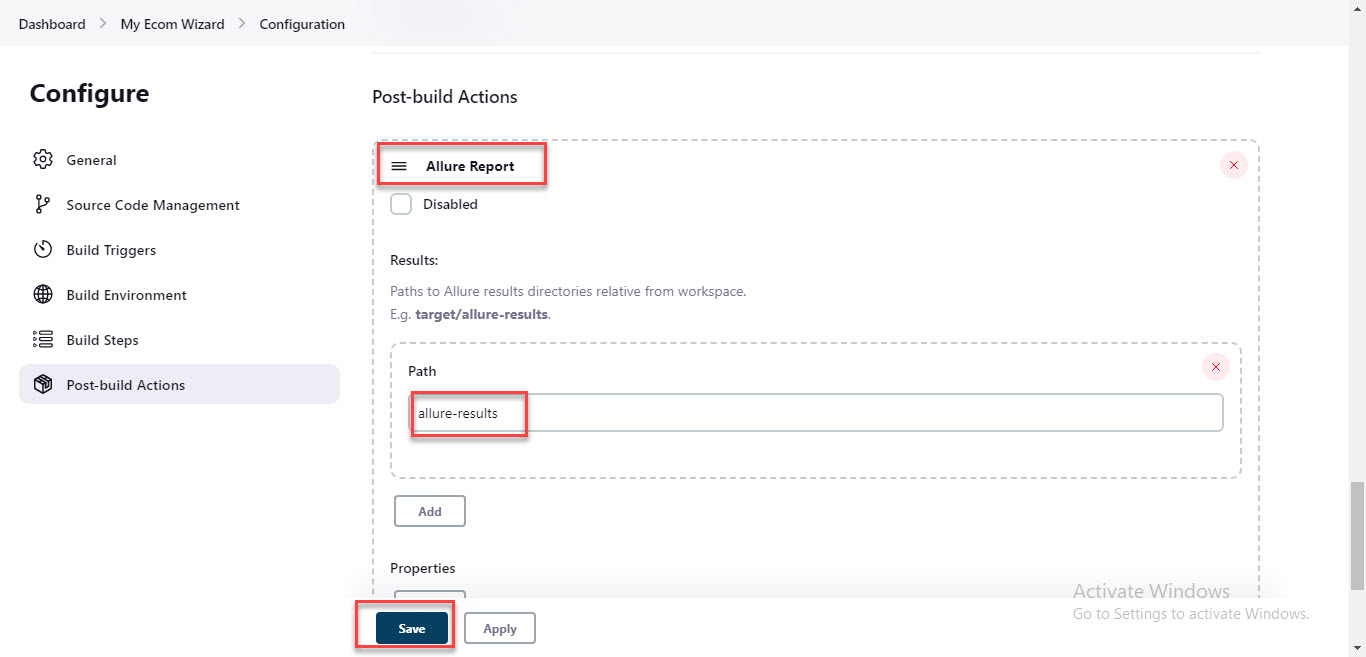 Dashboard > My Ecom Wizard > Configuration
Configure
General
Source Code Management
Build Triggers
Build Environment
Build Steps
Post-build Actions
Post-build Actions
Allure Report
Disabled
Results:
Paths to Allure results directories relative from workspace.
E.g. target/allure-results.
Path
allure-results
Add
Properties
Save
Apply
Activate Windows
Go to Settings to activate Windows.